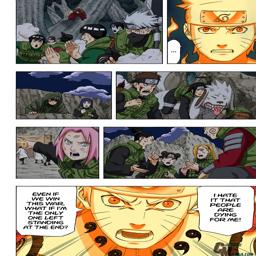 ...
EVEN IF
WE WIN
THIS WAR,
WHAT IF I'M
THE ONLY
ONE LEFT
STANDING
AT THE END?
I HATE
IT THAT
PEOPLE
ARE
DYING
FOR ME!